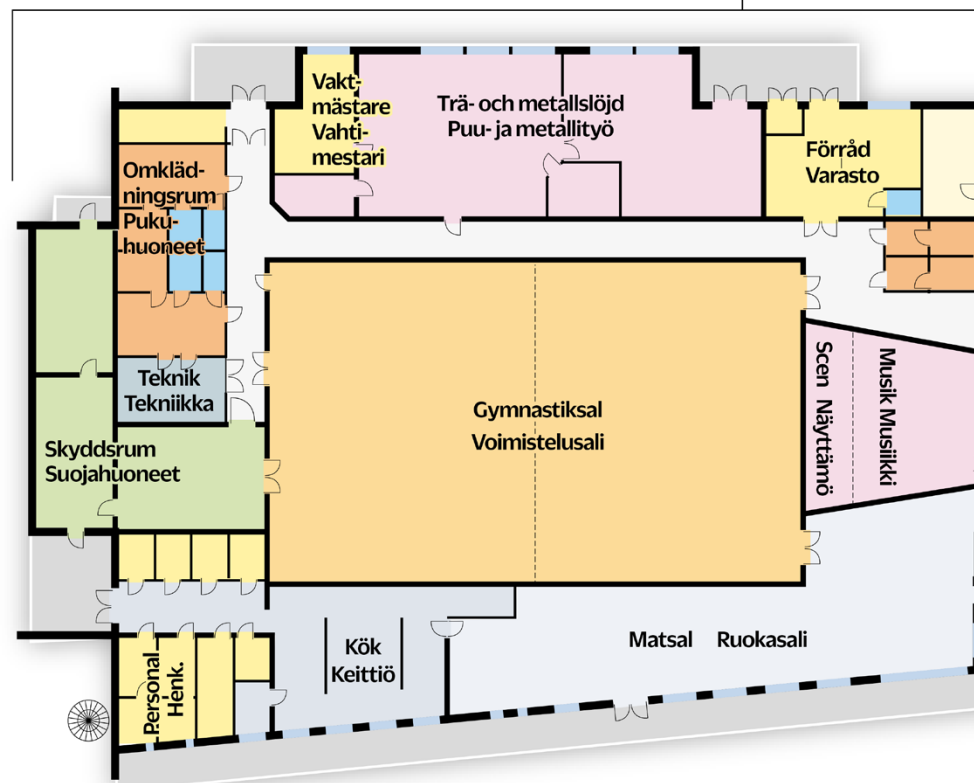 Vakt-
mästare
Vahti-
mestari
Trä- och metallslöjd
Puu- ja metallityö
Förråd
Varasto
Omkläd-
ningsrum
Puku-
huoneet
Teknik
Tekniikka
Skyddsrum
Suojahuoneet
Gymnastiksal
Voimistelusali
Scen Näyttämö
Musik Musiikki
Matsal Ruokasali
Kök
Keittiö
Personal
Henk.